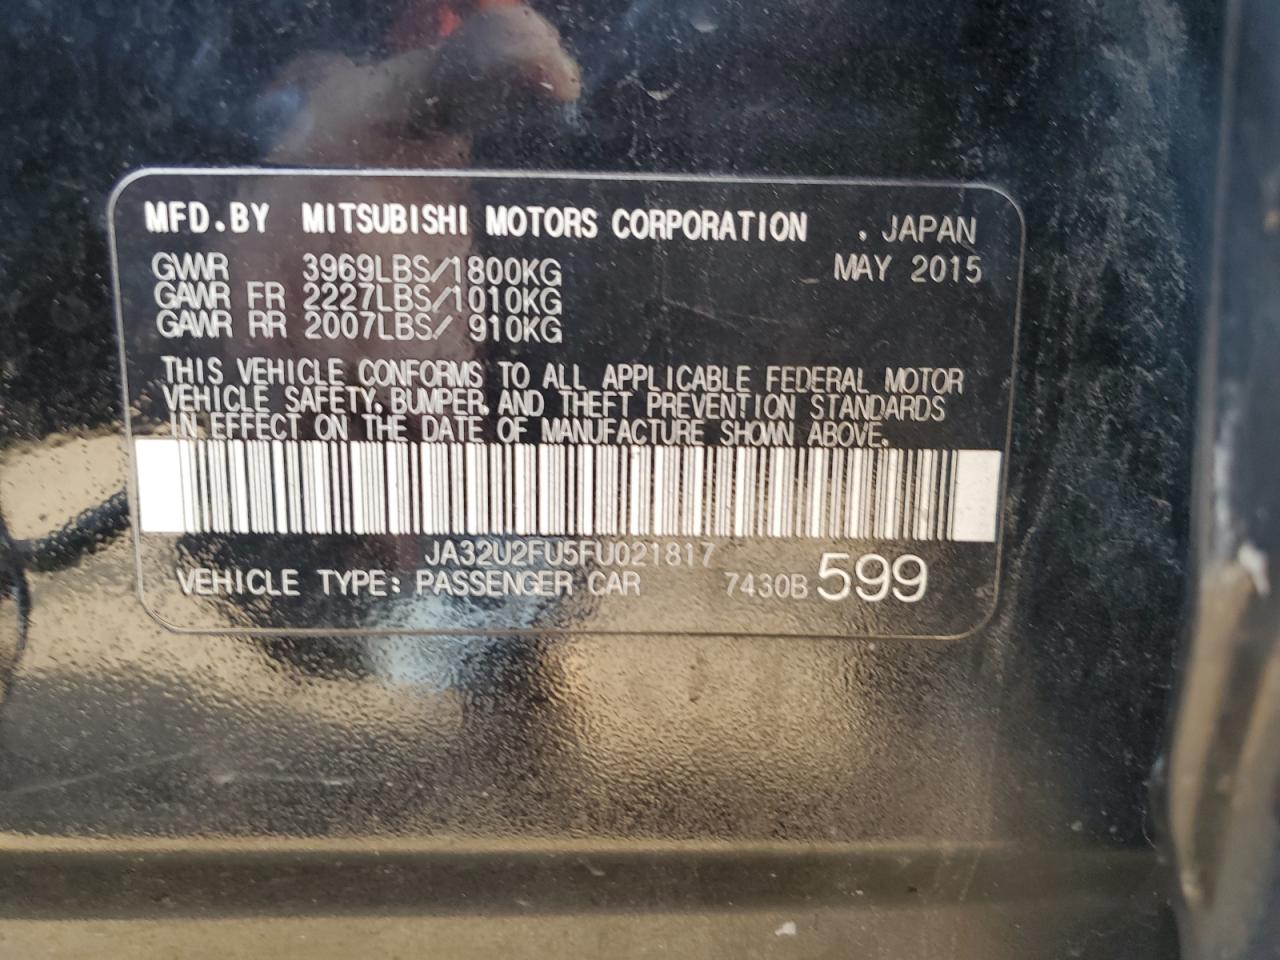 MFD.BY MITSUBISHI MOTORS CORPORATION . JAPAN
GVWR 3969LBS/1800KG MAY 2015
GAWR FR 2227LBS/1010KG
GAWR RR 2007LBS/ 910KG
THIS VEHICLE CONFORMS TO ALL APPLICABLE FEDERAL MOTOR
VEHICLE SAFETY, BUMPER, AND THEFT PREVENTION STANDARDS
IN EFFECT ON THE DATE OF MANUFACTURE SHOWN ABOVE.
JA32U2FU5FU021817
VEHICLE TYPE: PASSENGER CAR 7430B 599